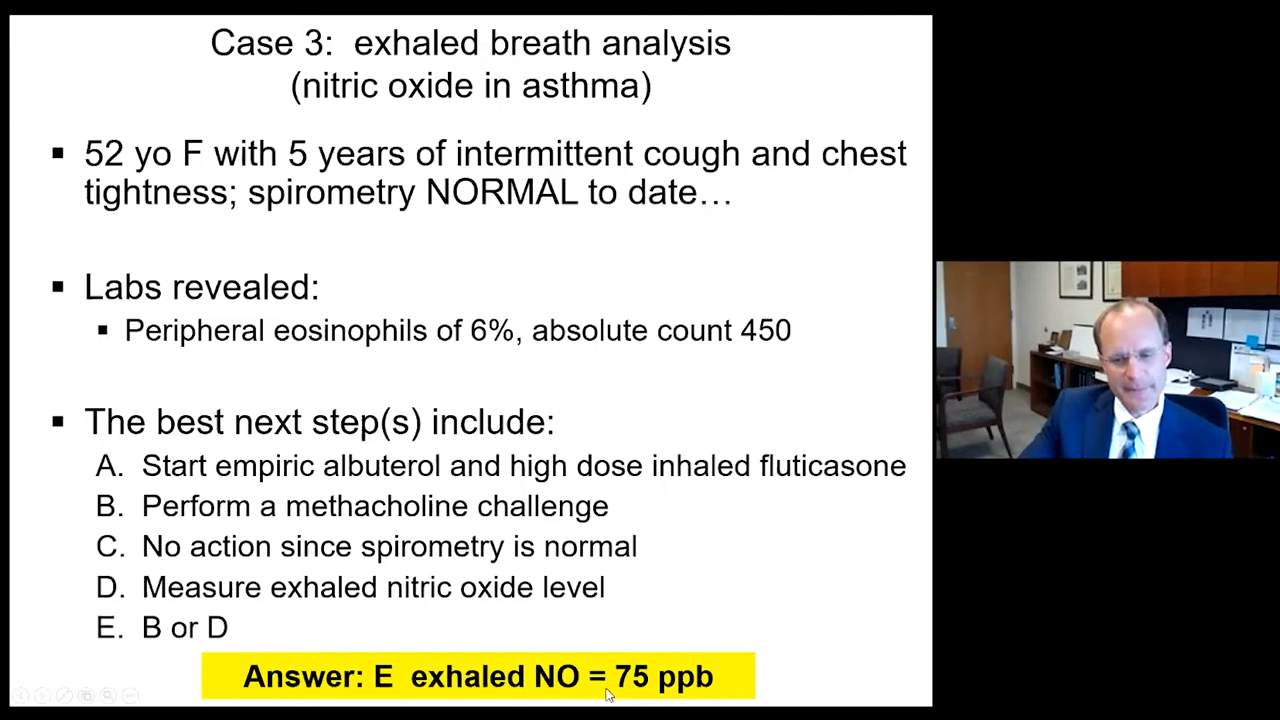 Case 3: exhaled breath analysis
(nitric oxide in asthma)
▪ 52 yo F with 5 years of intermittent cough and chest
tightness; spirometry NORMAL to date…
▪ Labs revealed:
▪ Peripheral eosinophils of 6%, absolute count 450
▪ The best next step(s) include:
A. Start empiric albuterol and high dose inhaled fluticasone
B. Perform a methacholine challenge
C. No action since spirometry is normal
D. Measure exhaled nitric oxide level
E. B or D
Answer: E exhaled NO = 75 ppb